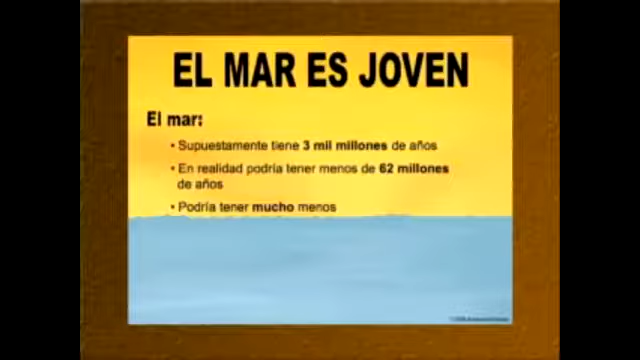 EL MAR ES JOVEN
El mar:
• Supuestamente tiene 3 mil millones de años
• En realidad podría tener menos de 62 millones
de años
• Podría tener mucho menos